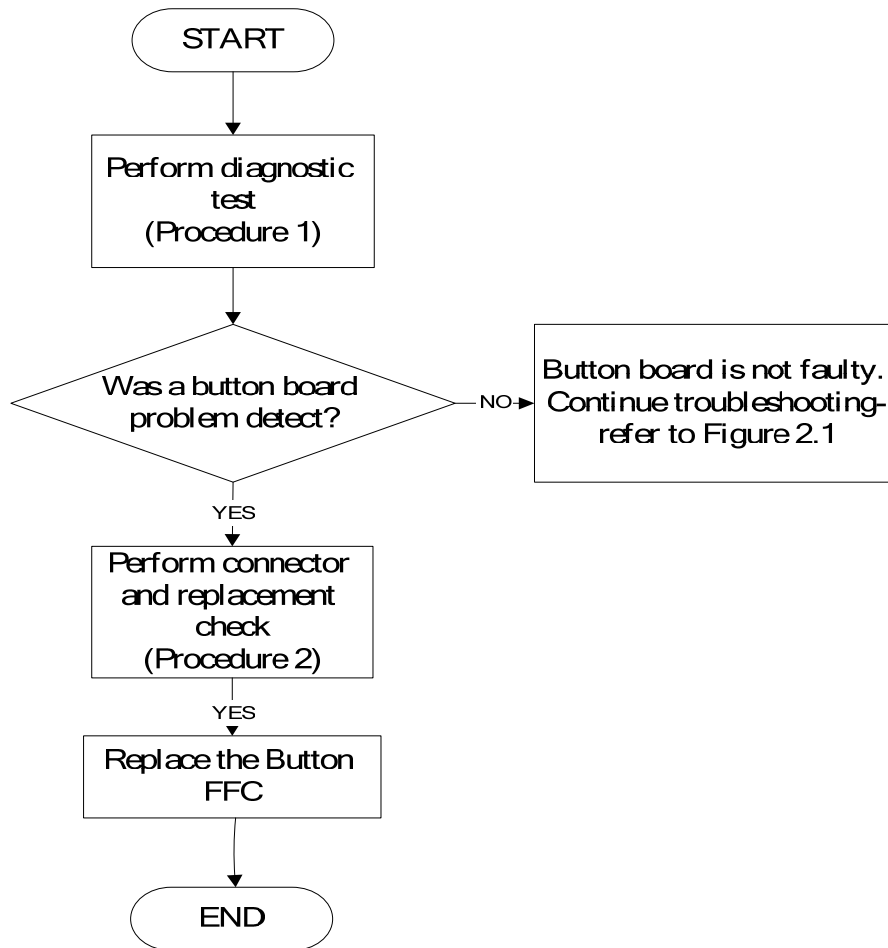 START
Perform diagnostic
test
(Procedure 1)
Was a button board
problem detect?
NO
Button board is not faulty.
Continue troubleshooting-
refer to Figure 2.1
YES
Perform connector
and replacement
check
(Procedure 2)
YES
Replace the Button
FFC
END